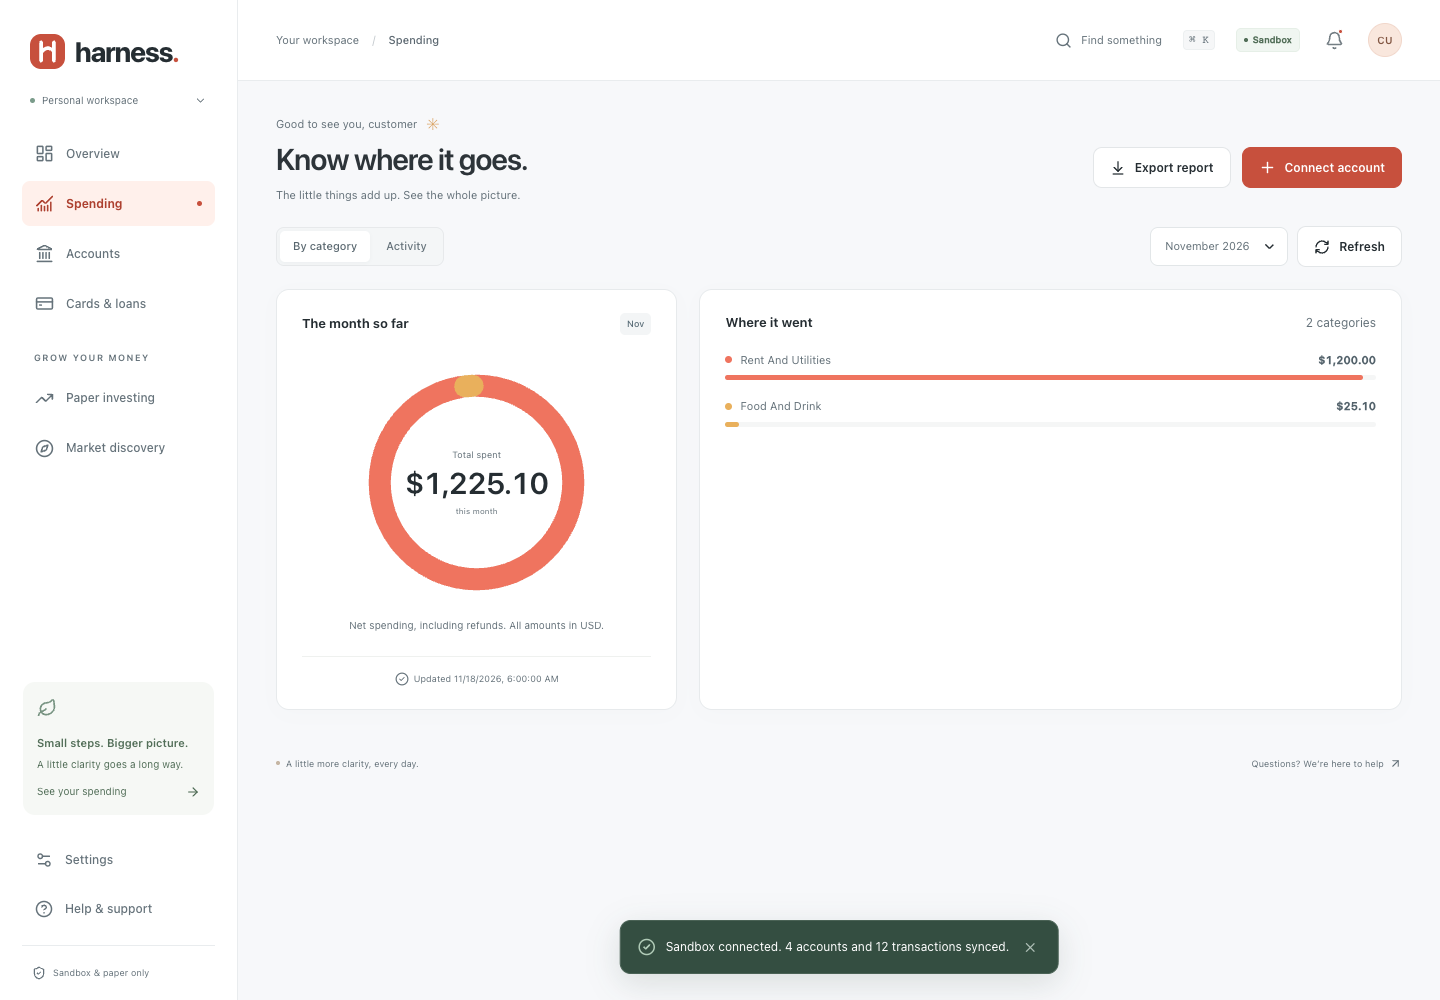 harness.
Personal workspace
Overview
Spending
Accounts
Cards & loans
GROW YOUR MONEY
Paper investing
Market discovery
Small steps. Bigger picture.
A little clarity goes a long way.
See your spending
Settings
Help & support
Sandbox & paper only
Your workspace / Spending
Find something ⌘ K
Sandbox
CU
Good to see you, customer
Know where it goes.
The little things add up. See the whole picture.
Export report
Connect account
By category Activity
November 2026
Refresh
The month so far Nov
Total spent
$1,225.10
this month
Net spending, including refunds. All amounts in USD.
Updated 11/18/2026, 6:00:00 AM
Where it went 2 categories
Rent And Utilities $1,200.00
Food And Drink $25.10
A little more clarity, every day.
Questions? We're here to help
Sandbox connected. 4 accounts and 12 transactions synced.